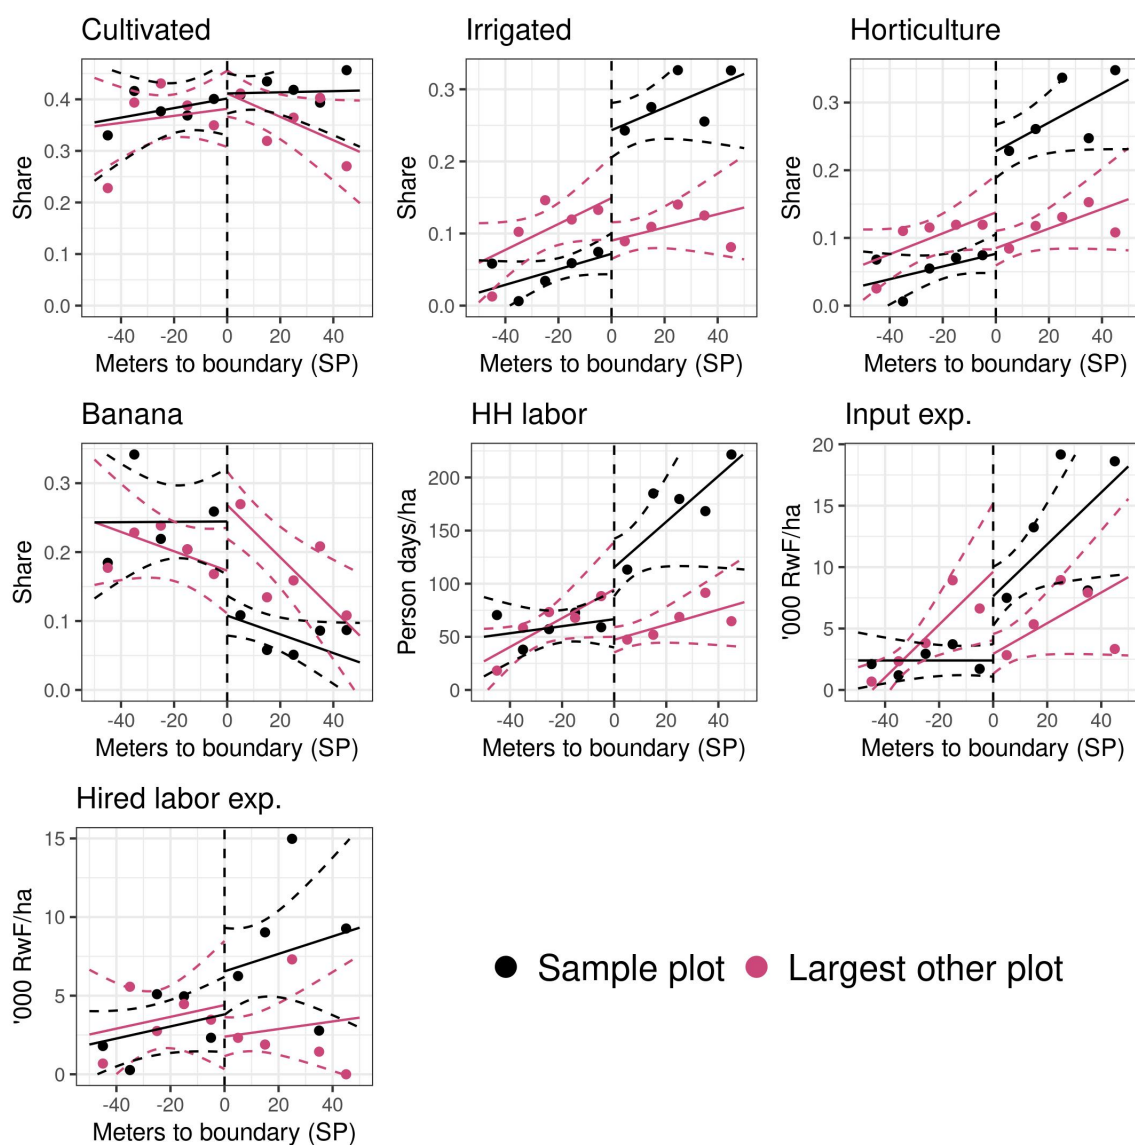 Cultivated
Irrigated
Horticulture
Share
0.4
0.3
0.2
0.1
0.0
-40 -20 0 20 40
Meters to boundary (SP)
Share
0.3
0.2
0.1
0.0
-40 -20 0 20 40
Meters to boundary (SP)
Share
0.3
0.2
0.1
0.0
-40 -20 0 20 40
Meters to boundary (SP)
Banana
HH labor
Input exp.
Share
0.3
0.2
0.1
0.0
-40 -20 0 20 40
Meters to boundary (SP)
Person days/ha
200
150
100
50
0
-40 -20 0 20 40
Meters to boundary (SP)
'000 RwF/ha
20
15
10
5
0
-40 -20 0 20 40
Meters to boundary (SP)
Hired labor exp.
'000 RwF/ha
15
10
5
0
-40 -20 0 20 40
Meters to boundary (SP)
Sample plot Largest other plot